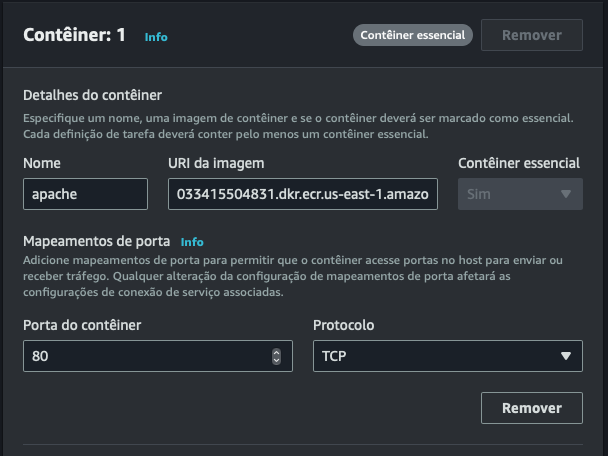 Contêiner: 1 Info Contêiner essencial Remover
Detalhes do contêiner
Especifique um nome, uma imagem de contêiner e se o contêiner deverá ser marcado como essencial.
Cada definição de tarefa deverá conter pelo menos um contêiner essencial.
Nome URI da imagem Contêiner essencial
apache 033415504831.dkr.ecr.us-east-1.amazo Sim
Mapeamentos de porta Info
Adicione mapeamentos de porta para permitir que o contêiner acesse portas no host para enviar ou
receber tráfego. Qualquer alteração da configuração de mapeamentos de porta afetará as
configurações de conexão de serviço associadas.
Porta do contêiner Protocolo
80 TCP
Remover